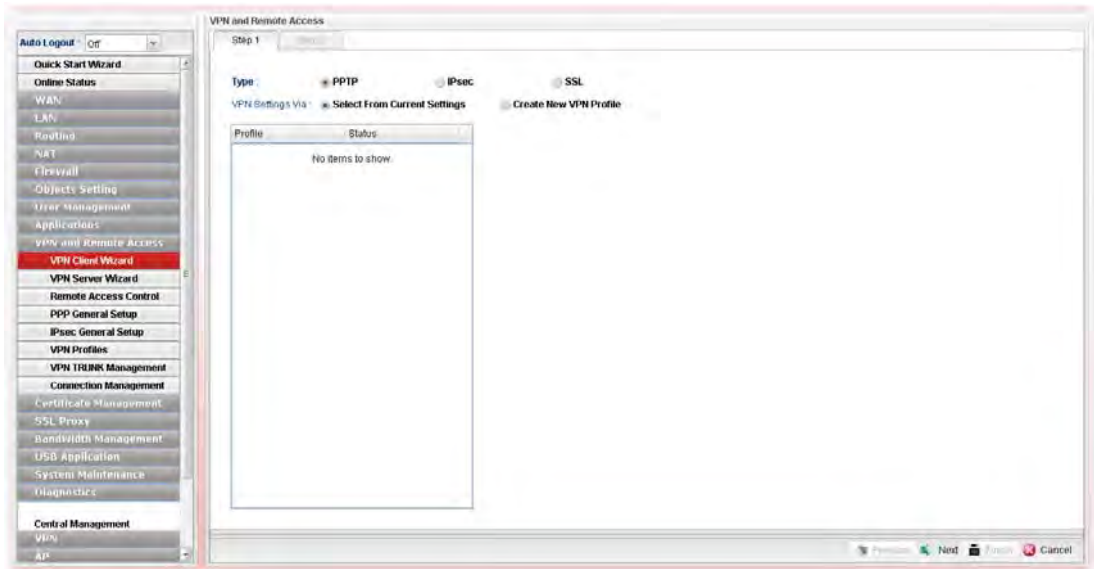 VPN and Remote Access
Auto Logout : Off
Step 1
Quick Start Wizard
Online Status
WAN
LAN
Routing
NAT
Firewall
Objects Setting
User Management
Applications
VPN and Remote Access
VPN Client Wizard
VPN Server Wizard
Remote Access Control
PPP General Setup
IPsec General Setup
VPN Profiles
VPN TRUNK Management
Connection Management
Certificate Management
SSL Proxy
Bandwidth Management
USB Application
System Maintenance
Diagnostics
Central Management
VPN
AP
Type : PPTP IPsec SSL
VPN Settings Via : Select From Current Settings Create New VPN Profile
Profile Status
No items to show.
Next Cancel